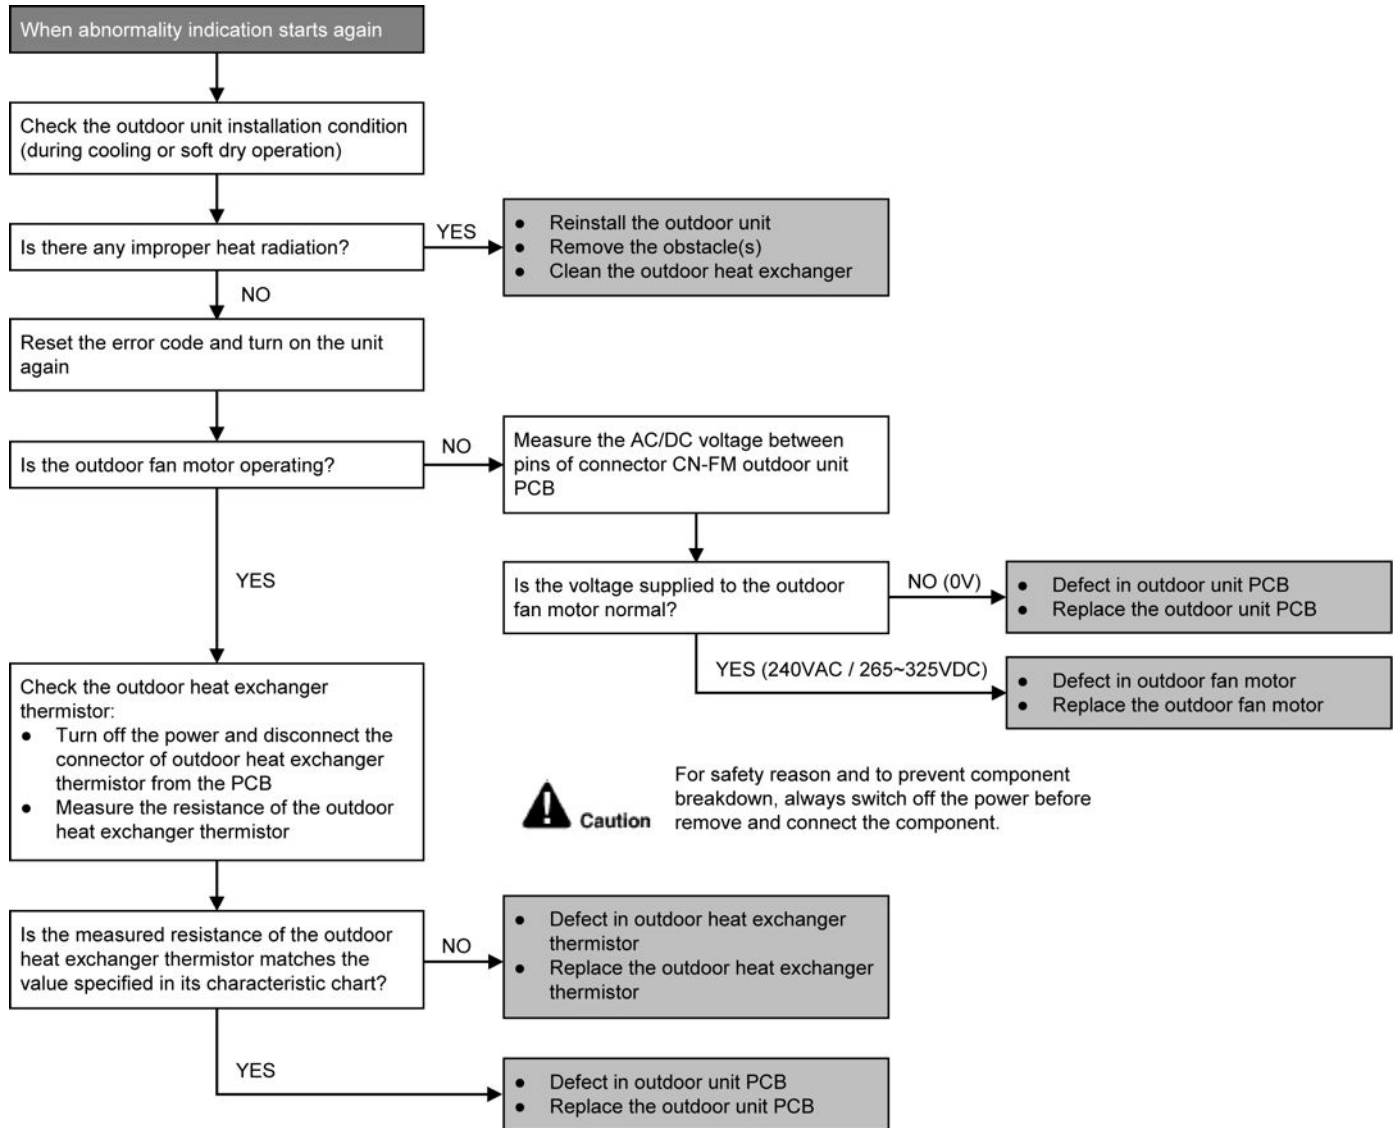 When abnormality indication starts again
Check the outdoor unit installation condition
(during cooling or soft dry operation)
Is there any improper heat radiation?
YES
● Reinstall the outdoor unit
● Remove the obstacle(s)
● Clean the outdoor heat exchanger
NO
Reset the error code and turn on the unit
again
Is the outdoor fan motor operating?
NO
Measure the AC/DC voltage between
pins of connector CN-FM outdoor unit
PCB
YES
Is the voltage supplied to the outdoor
fan motor normal?
NO (0V)
● Defect in outdoor unit PCB
● Replace the outdoor unit PCB
YES (240VAC / 265~325VDC)
● Defect in outdoor fan motor
● Replace the outdoor fan motor
Check the outdoor heat exchanger
thermistor:
● Turn off the power and disconnect the
connector of outdoor heat exchanger
thermistor from the PCB
● Measure the resistance of the outdoor
heat exchanger thermistor
Caution
For safety reason and to prevent component
breakdown, always switch off the power before
remove and connect the component.
Is the measured resistance of the outdoor
heat exchanger thermistor matches the
value specified in its characteristic chart?
NO
● Defect in outdoor heat exchanger
thermistor
● Replace the outdoor heat exchanger
thermistor
YES
● Defect in outdoor unit PCB
● Replace the outdoor unit PCB